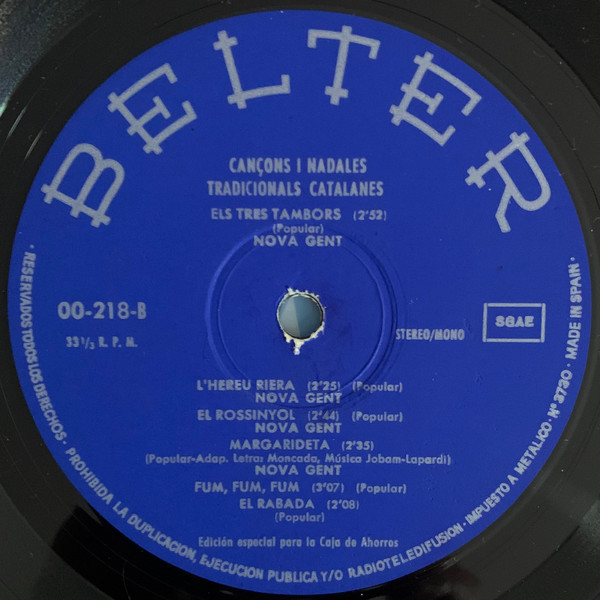 BELTER
CANÇONS I NADALES
TRADICIONALS CATALANES
ELS TRES TAMBORS (2'52)
(Popular)
NOVA GENT
00-218-B
33 1/3 R. P. M.
STEREO/MONO
SGAE
L'HEREU RIERA (2'25) (Popular)
NOVA GENT
EL ROSSINYOL (2'44) (Popular)
NOVA GENT
MARGARIDETA (2'35)
(Popular-Adap. Letra: Moncada, Música Jobam-Lapardi)
NOVA GENT
FUM, FUM, FUM (3'07) (Popular)
EL RABADA (2'08)
(Popular)
Edición especial para la Caja de Ahorros
· RESERVADOS TODOS LOS DERECHOS · PROHIBIDA LA DUPLICACION, EJECUCION PUBLICA Y/O RADIOTELEDIFUSION · IMPUESTO A METALICO · Nº 3730 · MADE IN SPAIN ·